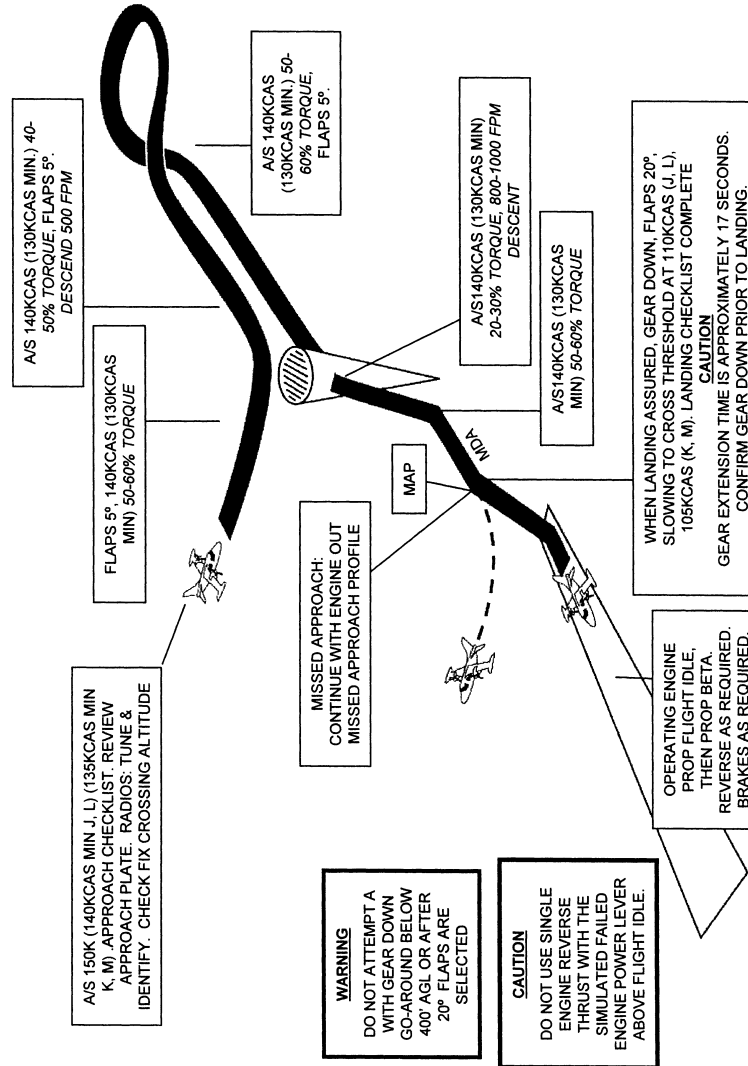 A/S 150K (140KCAS MIN J, L) (135KCAS MIN
K, M) .APPROACH CHECKLIST. REVIEW
APPROACH PLATE. RADIOS: TUNE &
IDENTIFY. CHECK FIX CROSSING ALTITUDE
FLAPS 5º, 140KCAS (130KCAS
MIN) 50-60% TORQUE
A/S 140KCAS (130KCAS MIN.) 40-
50% TORQUE, FLAPS 5º.
DESCEND 500 FPM
A/S 140KCAS
(130KCAS MIN.) 50-
60% TORQUE,
FLAPS 5º.
A/S140KCAS (130KCAS MIN)
20-30% TORQUE, 800-1000 FPM
DESCENT
A/S140KCAS (130KCAS
MIN) 50-60% TORQUE
MDA
MAP
MISSED APPROACH:
CONTINUE WITH ENGINE OUT
MISSED APPROACH PROFILE
WHEN LANDING ASSURED, GEAR DOWN, FLAPS 20º,
SLOWING TO CROSS THRESHOLD AT 110KCAS (J, L),
105KCAS (K, M). LANDING CHECKLIST COMPLETE
CAUTION
GEAR EXTENSION TIME IS APPROXIMATELY 17 SECONDS.
CONFIRM GEAR DOWN PRIOR TO LANDING.
OPERATING ENGINE
PROP FLIGHT IDLE,
THEN PROP BETA.
REVERSE AS REQUIRED.
BRAKES AS REQUIRED.
WARNING
DO NOT ATTEMPT A
WITH GEAR DOWN
GO-AROUND BELOW
400' AGL OR AFTER
20º FLAPS ARE
SELECTED
CAUTION
DO NOT USE SINGLE
ENGINE REVERSE
THRUST WITH THE
SIMULATED FAILED
ENGINE POWER LEVER
ABOVE FLIGHT IDLE.